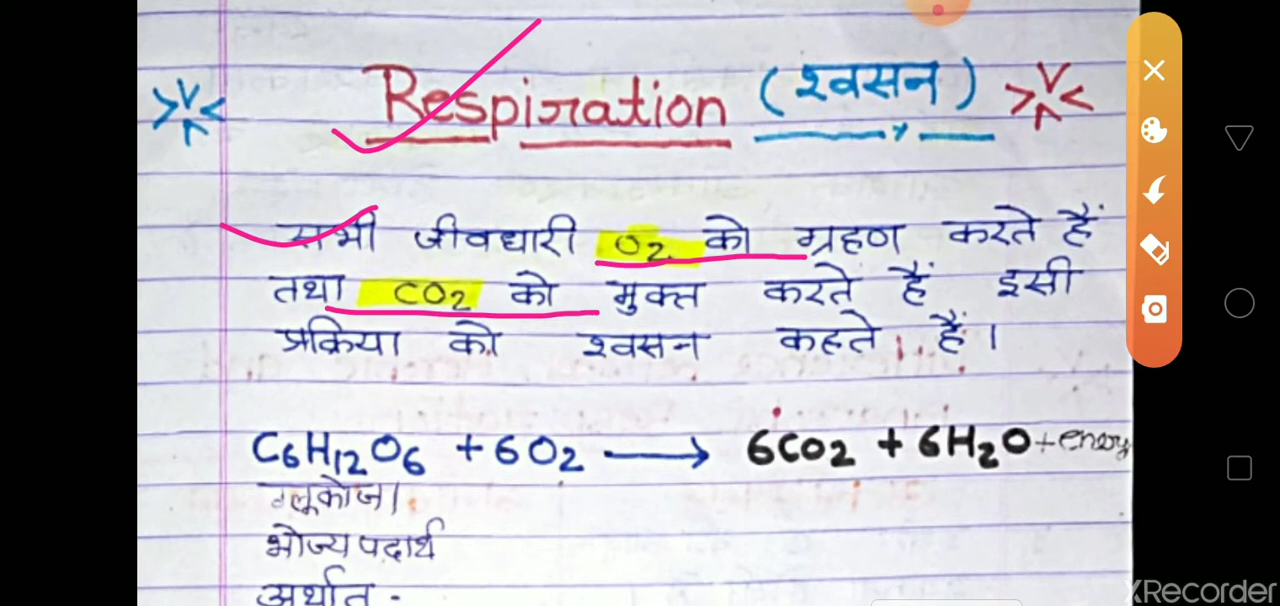 Respiration (श्वसन)
सभी जीवधारी O2 को ग्रहण करते हैं
तथा CO2 को मुक्त करते हैं इसी
प्रक्रिया को श्वसन कहते हैं।
C6H12O6 + 6O2 ⟶ 6CO2 + 6H2O + energy
ग्लूकोज।
भोज्य पदार्थ
अर्थात -
XRecorder